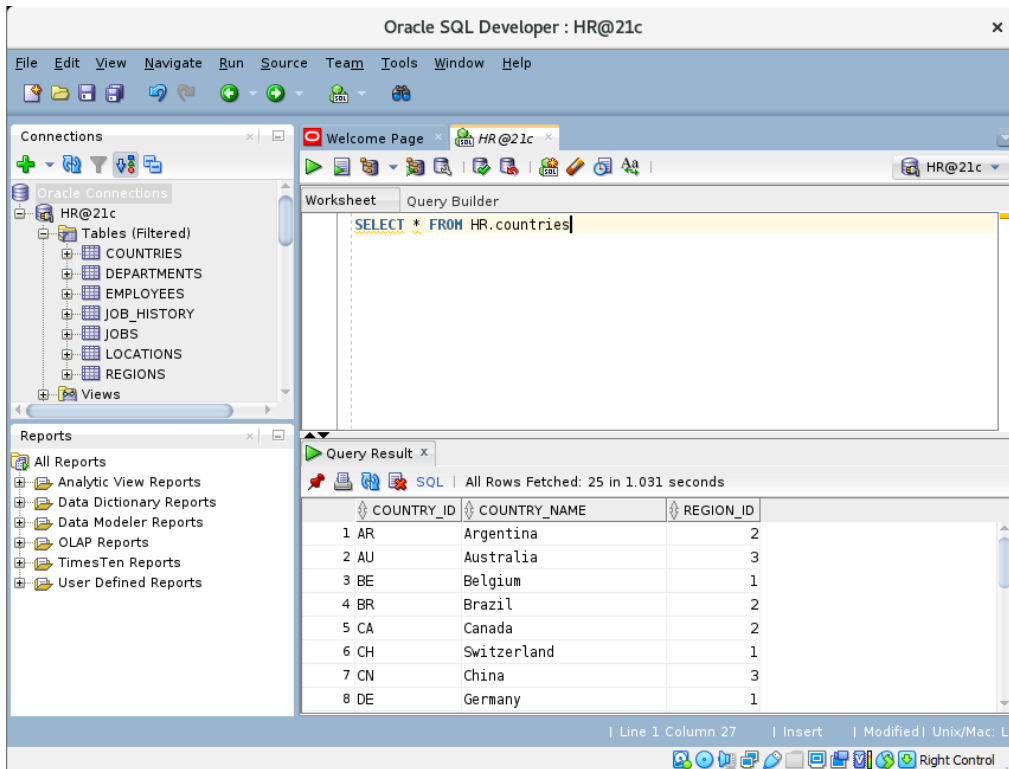 Oracle SQL Developer : HR@21c
File Edit View Navigate Run Source Team Tools Window Help
Connections
Oracle Connections
HR@21c
Tables (Filtered)
COUNTRIES
DEPARTMENTS
EMPLOYEES
JOB_HISTORY
JOBS
LOCATIONS
REGIONS
Views
Reports
All Reports
Analytic View Reports
Data Dictionary Reports
Data Modeler Reports
OLAP Reports
TimesTen Reports
User Defined Reports
Welcome Page HR@21c
HR@21c
Worksheet Query Builder
SELECT * FROM HR.countries
Query Result
SQL | All Rows Fetched: 25 in 1.031 seconds
COUNTRY_ID COUNTRY_NAME REGION_ID
1 AR Argentina 2
2 AU Australia 3
3 BE Belgium 1
4 BR Brazil 2
5 CA Canada 2
6 CH Switzerland 1
7 CN China 3
8 DE Germany 1
| Line 1 Column 27 | Insert | Modified | Unix/Mac: L
Right Control